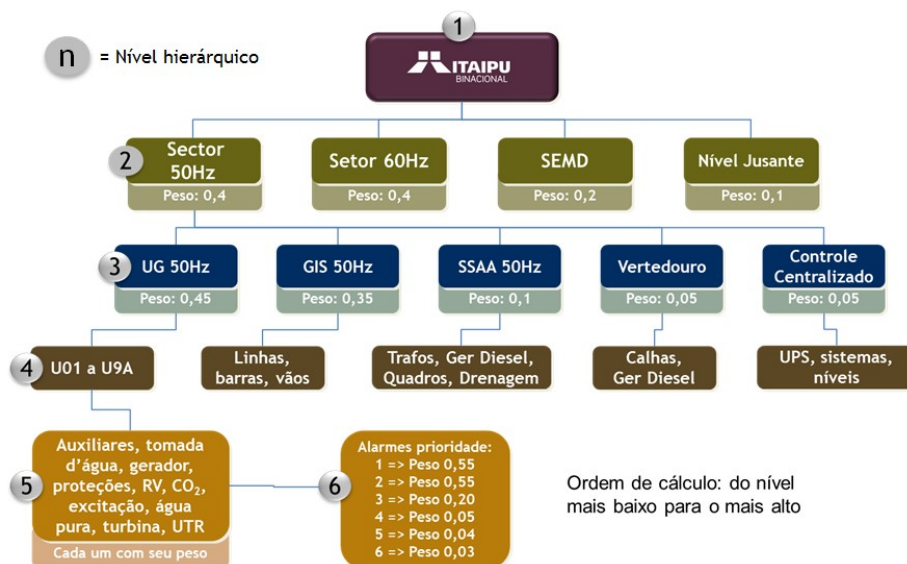 1
n = Nível hierárquico
ITAIPU
BINACIONAL
2
Sector
50Hz
Peso: 0,4
Setor 60Hz
Peso: 0,4
SEMD
Peso: 0,2
Nível Jusante
Peso: 0,1
3
UG 50Hz
Peso: 0,45
GIS 50Hz
Peso: 0,35
SSAA 50Hz
Peso: 0,1
Vertedouro
Peso: 0,05
Controle
Centralizado
Peso: 0,05
4
U01 a U9A
Linhas,
barras, vãos
Trafos, Ger Diesel,
Quadros, Drenagem
Calhas,
Ger Diesel
UPS, sistemas,
níveis
5
Auxiliares, tomada
d'água, gerador,
proteções, RV, CO₂,
excitação, água
pura, turbina, UTR
Cada um com seu peso
6
Alarmes prioridade:
1 => Peso 0,55
2 => Peso 0,55
3 => Peso 0,20
4 => Peso 0,05
5 => Peso 0,04
6 => Peso 0,03
Ordem de cálculo: do nível
mais baixo para o mais alto